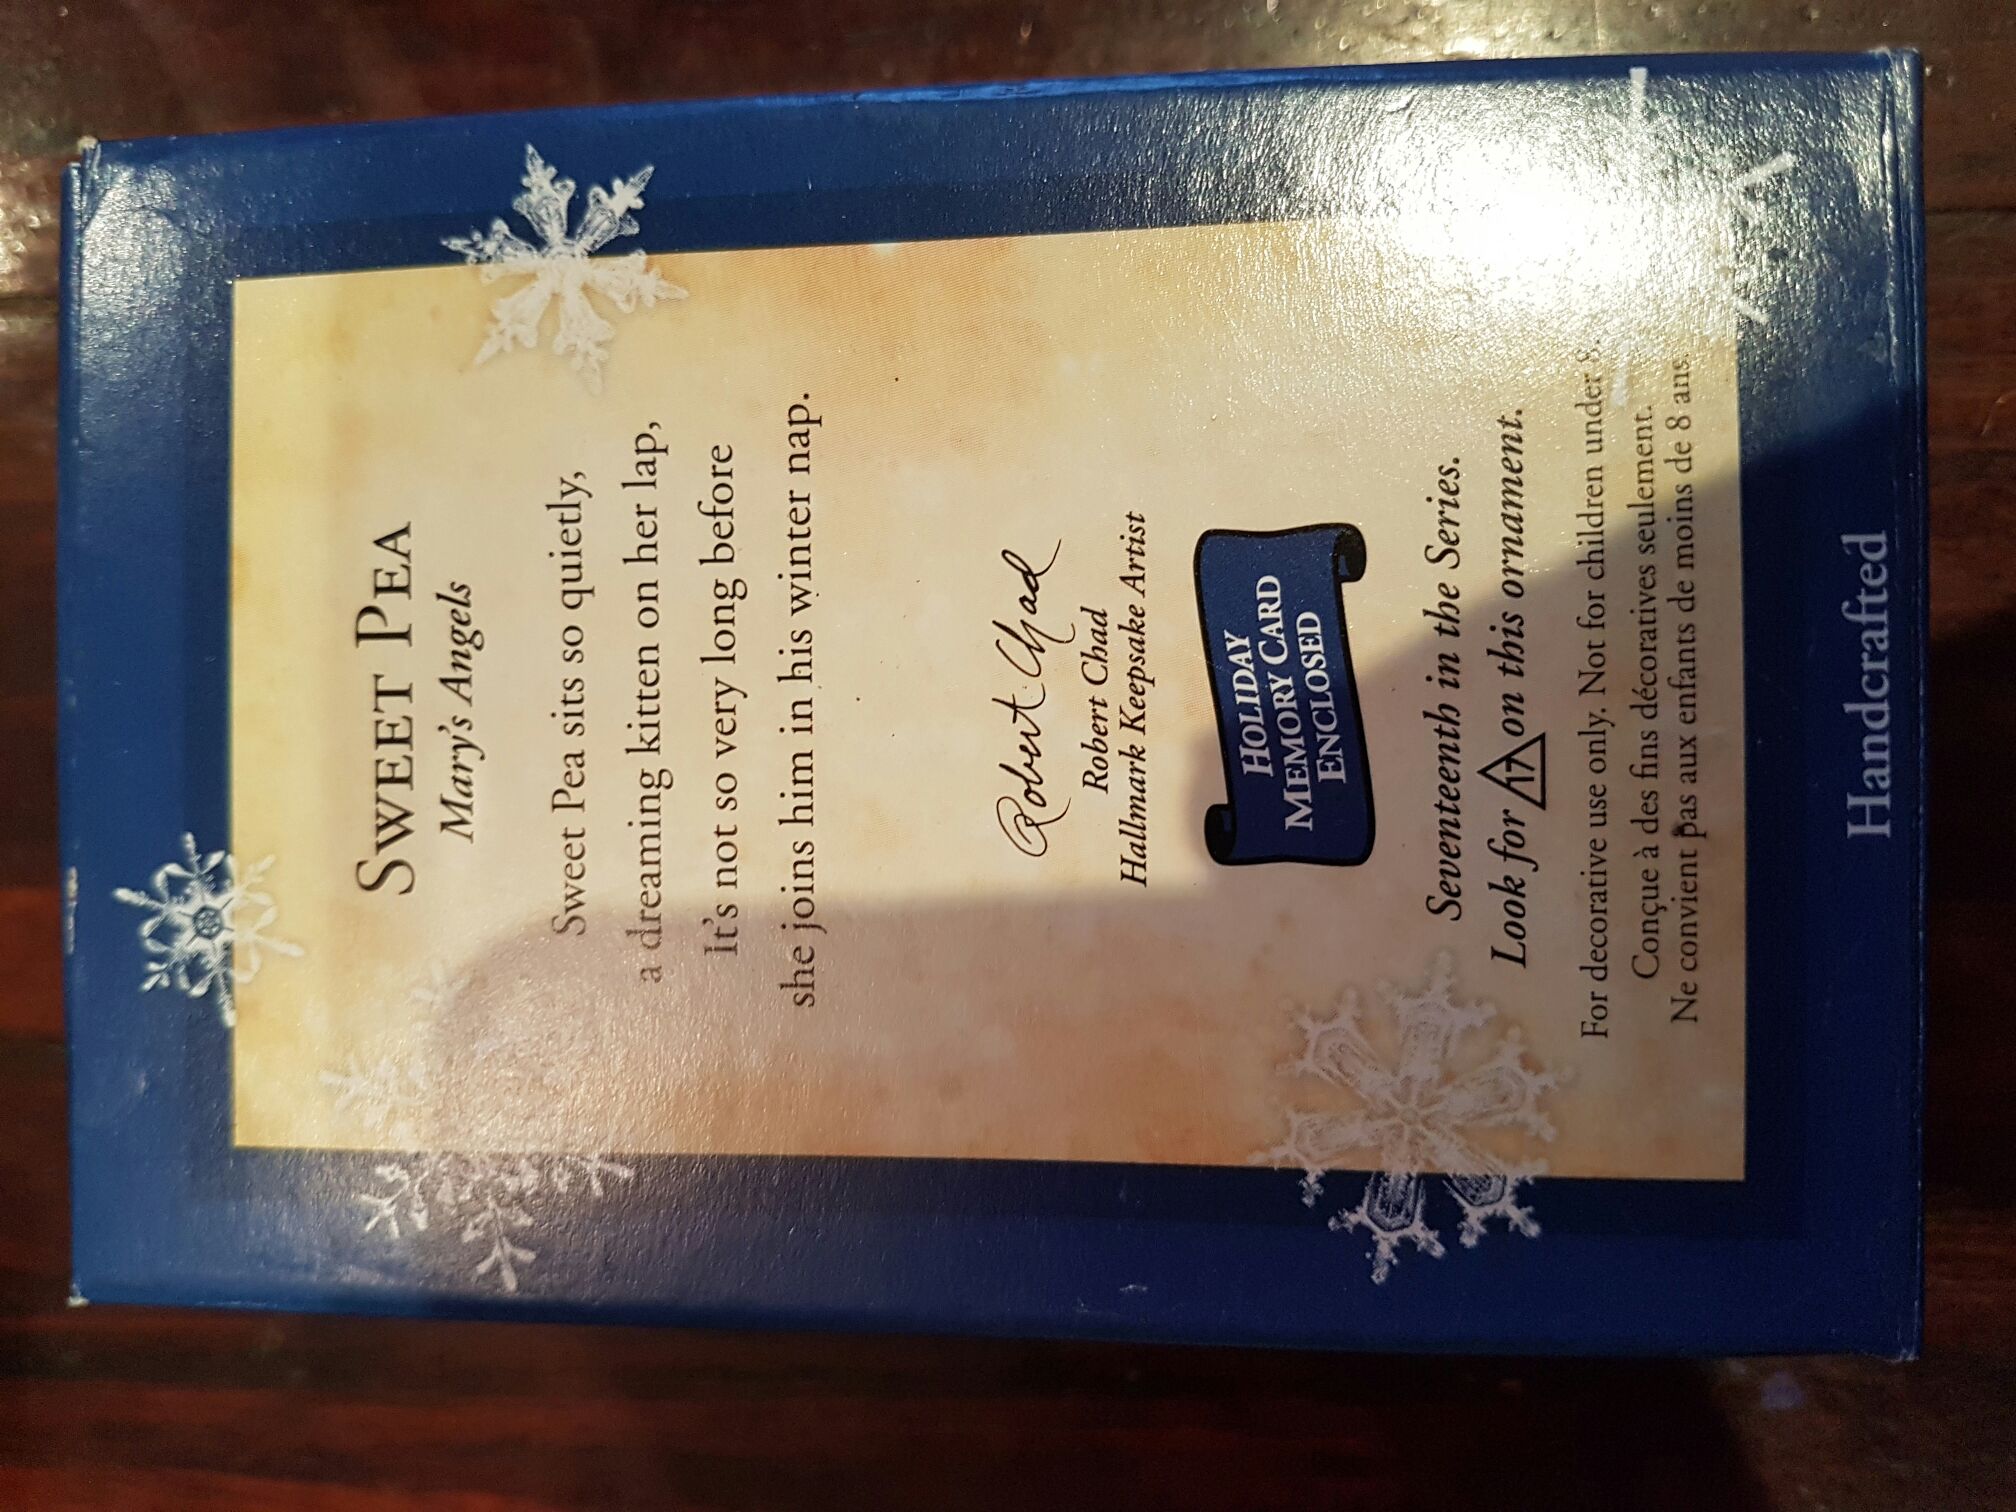 SWEET PEA
Mary's Angels
Sweet Pea sits so quietly,
a dreaming kitten on her lap,
It's not so very long before
she joins him in his winter nap.
Robert Chad
Robert Chad
Hallmark Keepsake Artist
HOLIDAY
MEMORY CARD
ENCLOSED
Seventeenth in the Series.
Look for 17 on this ornament.
For decorative use only. Not for children under 8.
Conçue à des fins décoratives seulement.
Ne convient pas aux enfants de moins de 8 ans.
Handcrafted